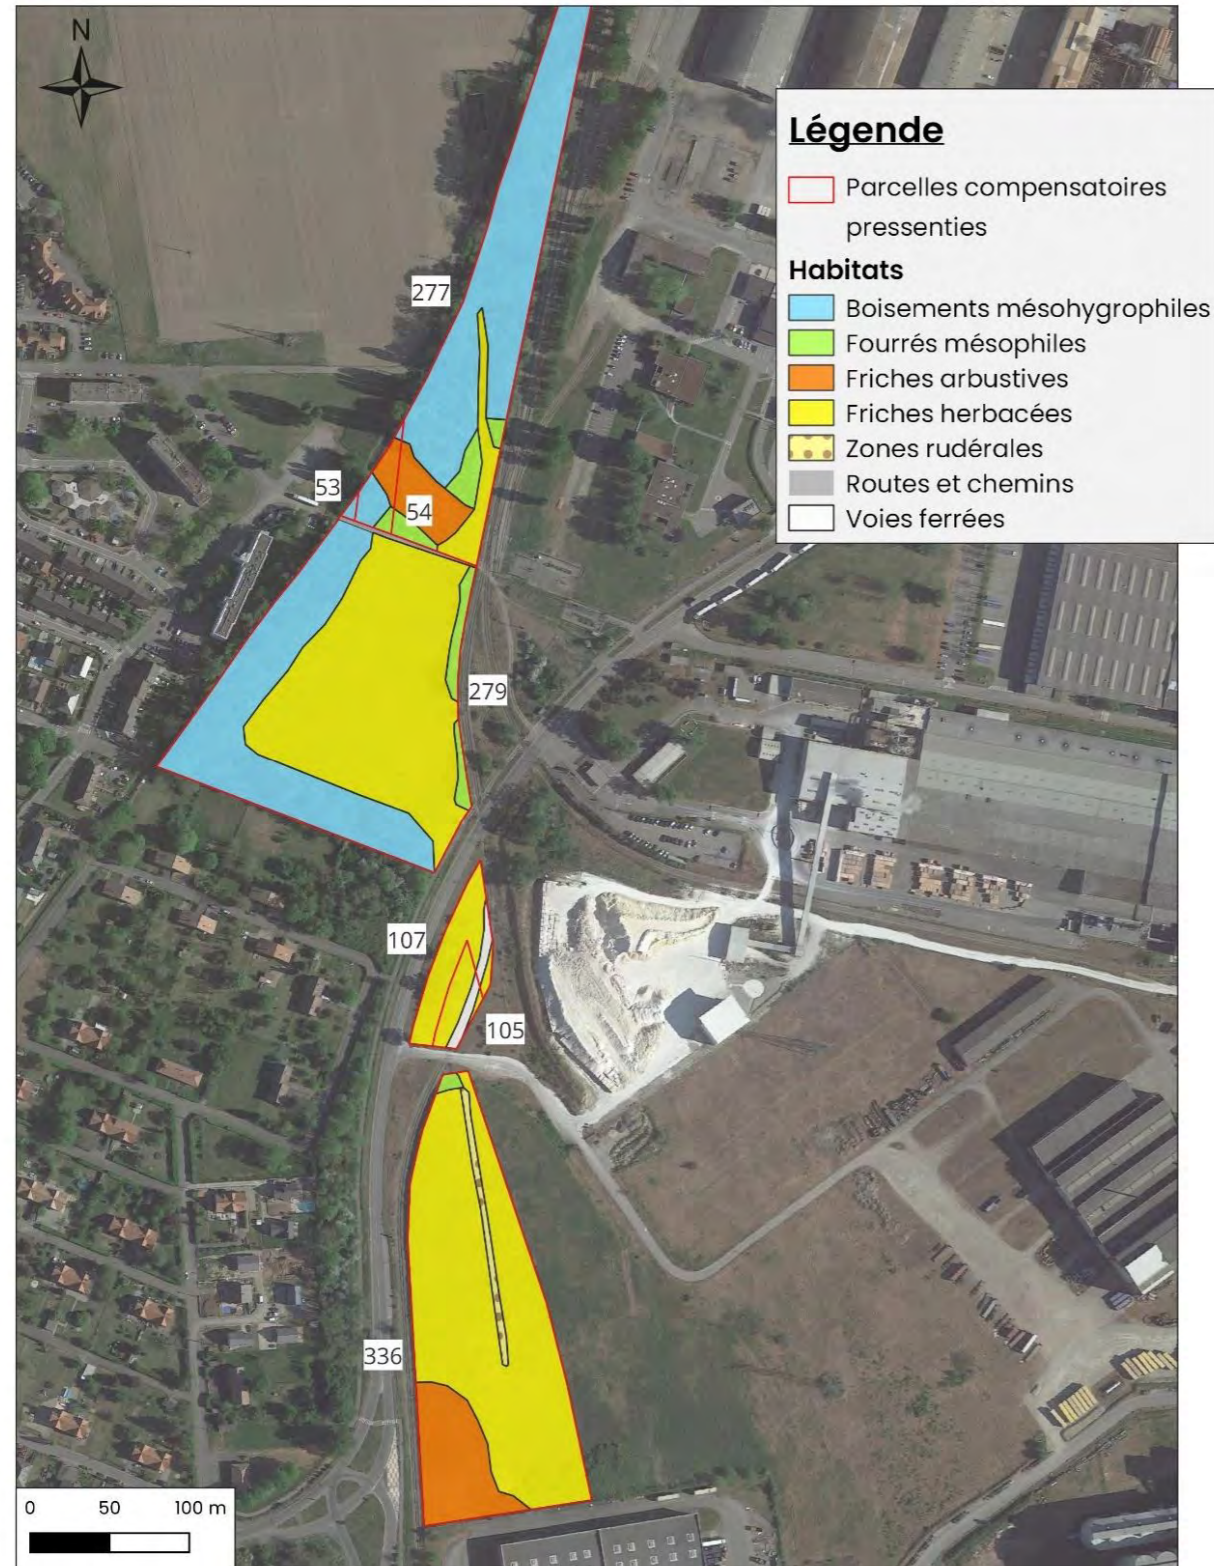 N
Légende
Parcelles compensatoires
pressenties
Habitats
Boisements mésohygrophiles
Fourrés mésophiles
Friches arbustives
Friches herbacées
Zones rudérales
Routes et chemins
Voies ferrées
277
53
54
279
107
105
336
0 50 100 m